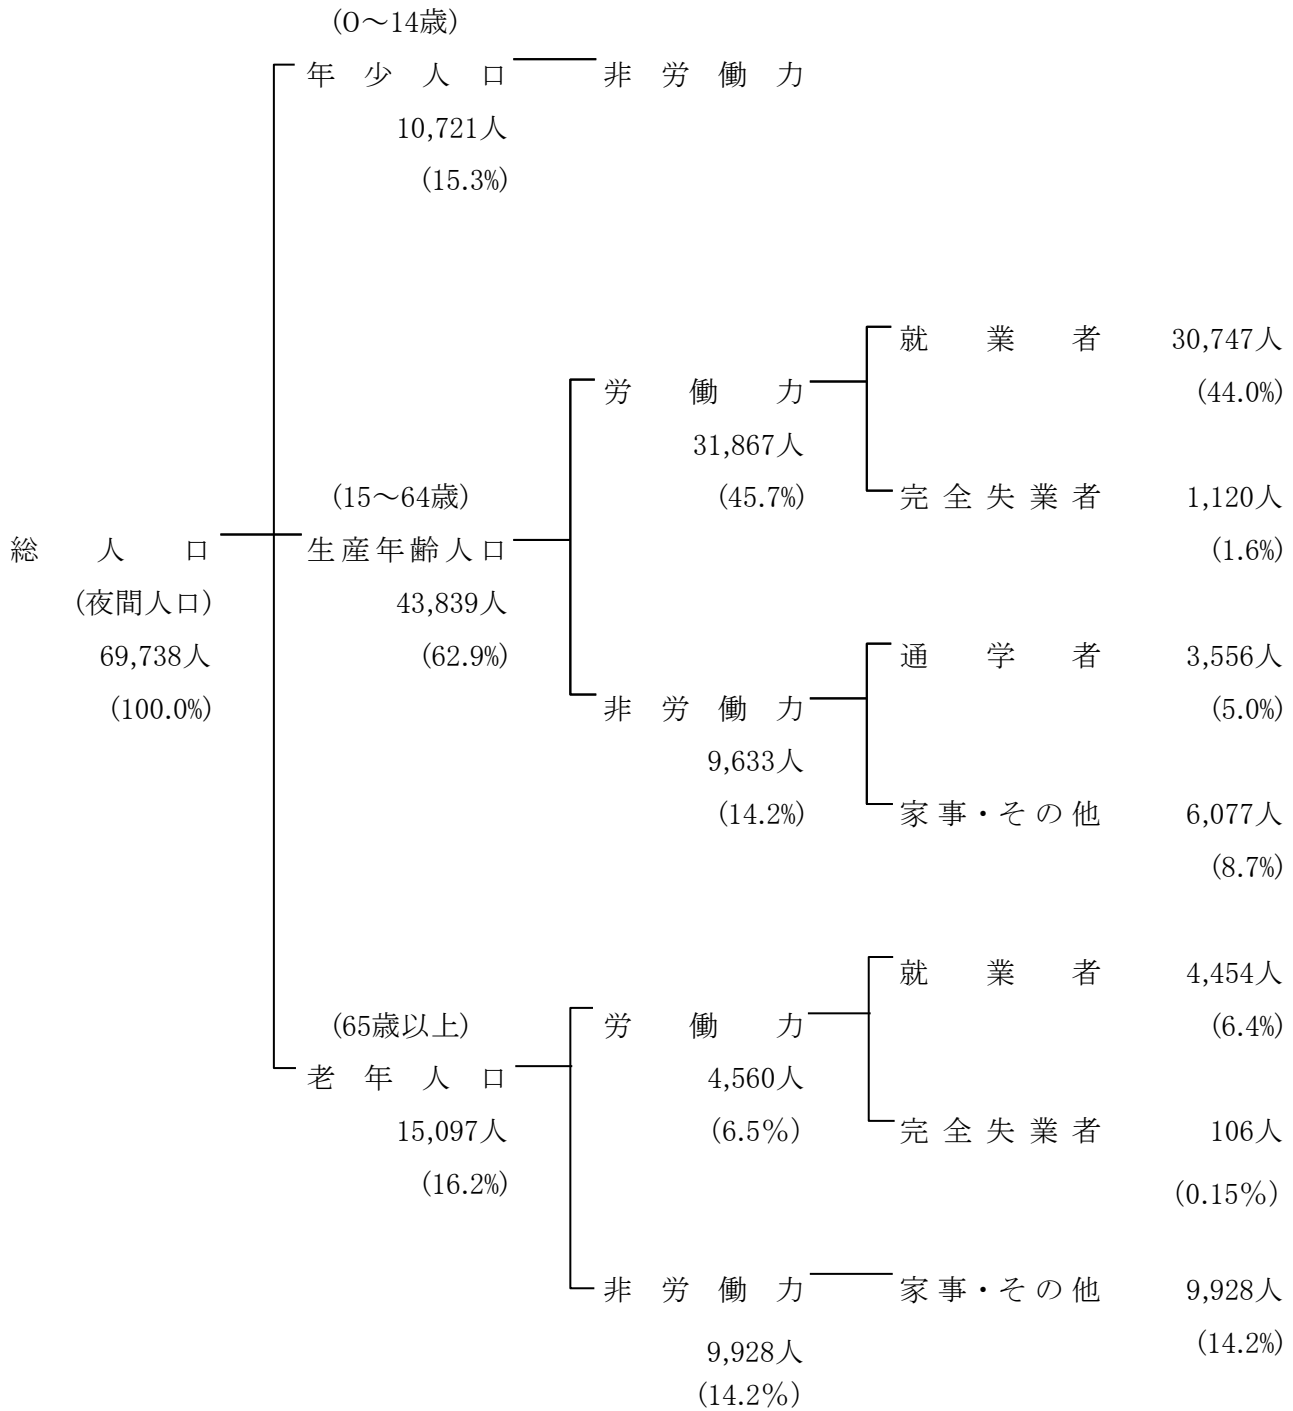 (0～14歳)
年少人口 非労働力
10,721人
(15.3%)
就業者 30,747人
労働力 (44.0%)
31,867人
(15～64歳) (45.7%) 完全失業者 1,120人
総人口 生産年齢人口 (1.6%)
(夜間人口) 43,839人
69,738人 (62.9%) 通学者 3,556人
(100.0%) 非労働力 (5.0%)
9,633人
(14.2%) 家事・その他 6,077人
(8.7%)
就業者 4,454人
(65歳以上) 労働力 (6.4%)
老年人口 4,560人
15,097人 (6.5％) 完全失業者 106人
(16.2%) (0.15％)
非労働力 家事・その他 9,928人
9,928人 (14.2%)
(14.2％)